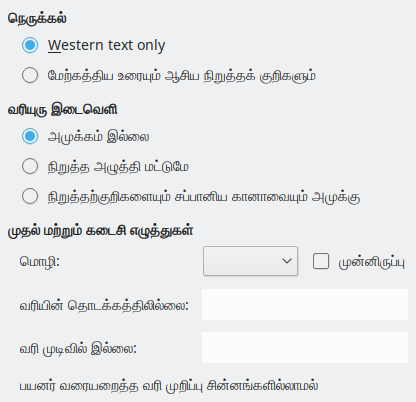 நெருக்கல்
Western text only
மேற்கத்திய உரையும் ஆசிய நிறுத்தக் குறிகளும்
வரியுரு இடைவெளி
அமுக்கம் இல்லை
நிறுத்த அழுத்தி மட்டுமே
நிறுத்தற்குறிகளையும் சப்பானிய கானாவையும் அமுக்கு
முதல் மற்றும் கடைசி எழுத்துகள்
மொழி: முன்னிருப்பு
வரியின் தொடக்கத்திலில்லை:
வரி முடிவில் இல்லை:
பயனர் வரையறைத்த வரி முறிப்பு சின்னங்களில்லாமல்